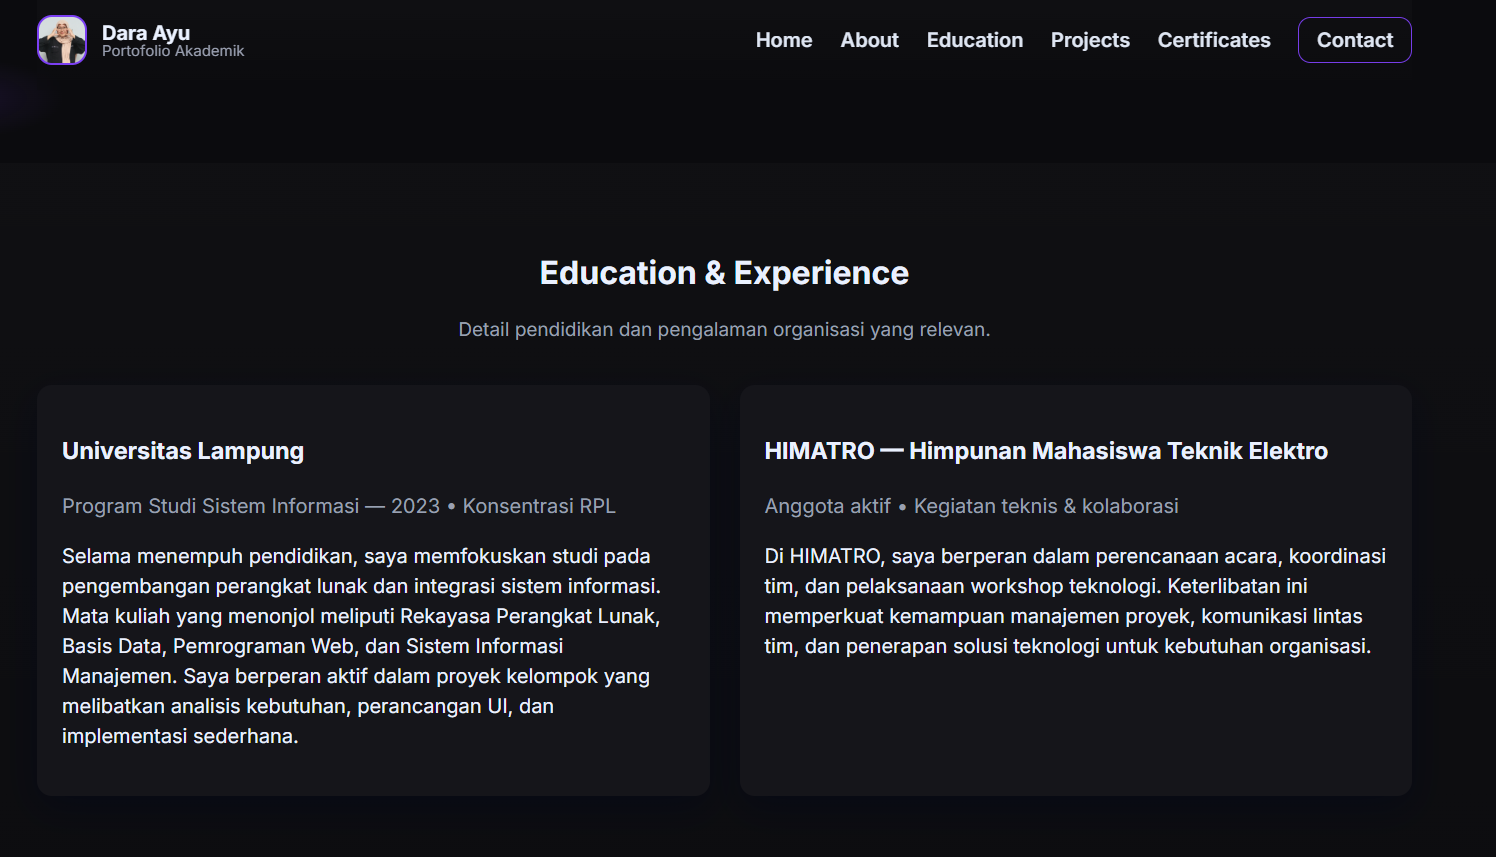 Dara Ayu
Portofolio Akademik
Home About Education Projects Certificates Contact
Education & Experience
Detail pendidikan dan pengalaman organisasi yang relevan.
Universitas Lampung
Program Studi Sistem Informasi — 2023 • Konsentrasi RPL
Selama menempuh pendidikan, saya memfokuskan studi pada
pengembangan perangkat lunak dan integrasi sistem informasi.
Mata kuliah yang menonjol meliputi Rekayasa Perangkat Lunak,
Basis Data, Pemrograman Web, dan Sistem Informasi
Manajemen. Saya berperan aktif dalam proyek kelompok yang
melibatkan analisis kebutuhan, perancangan UI, dan
implementasi sederhana.
HIMATRO — Himpunan Mahasiswa Teknik Elektro
Anggota aktif • Kegiatan teknis & kolaborasi
Di HIMATRO, saya berperan dalam perencanaan acara, koordinasi
tim, dan pelaksanaan workshop teknologi. Keterlibatan ini
memperkuat kemampuan manajemen proyek, komunikasi lintas
tim, dan penerapan solusi teknologi untuk kebutuhan organisasi.